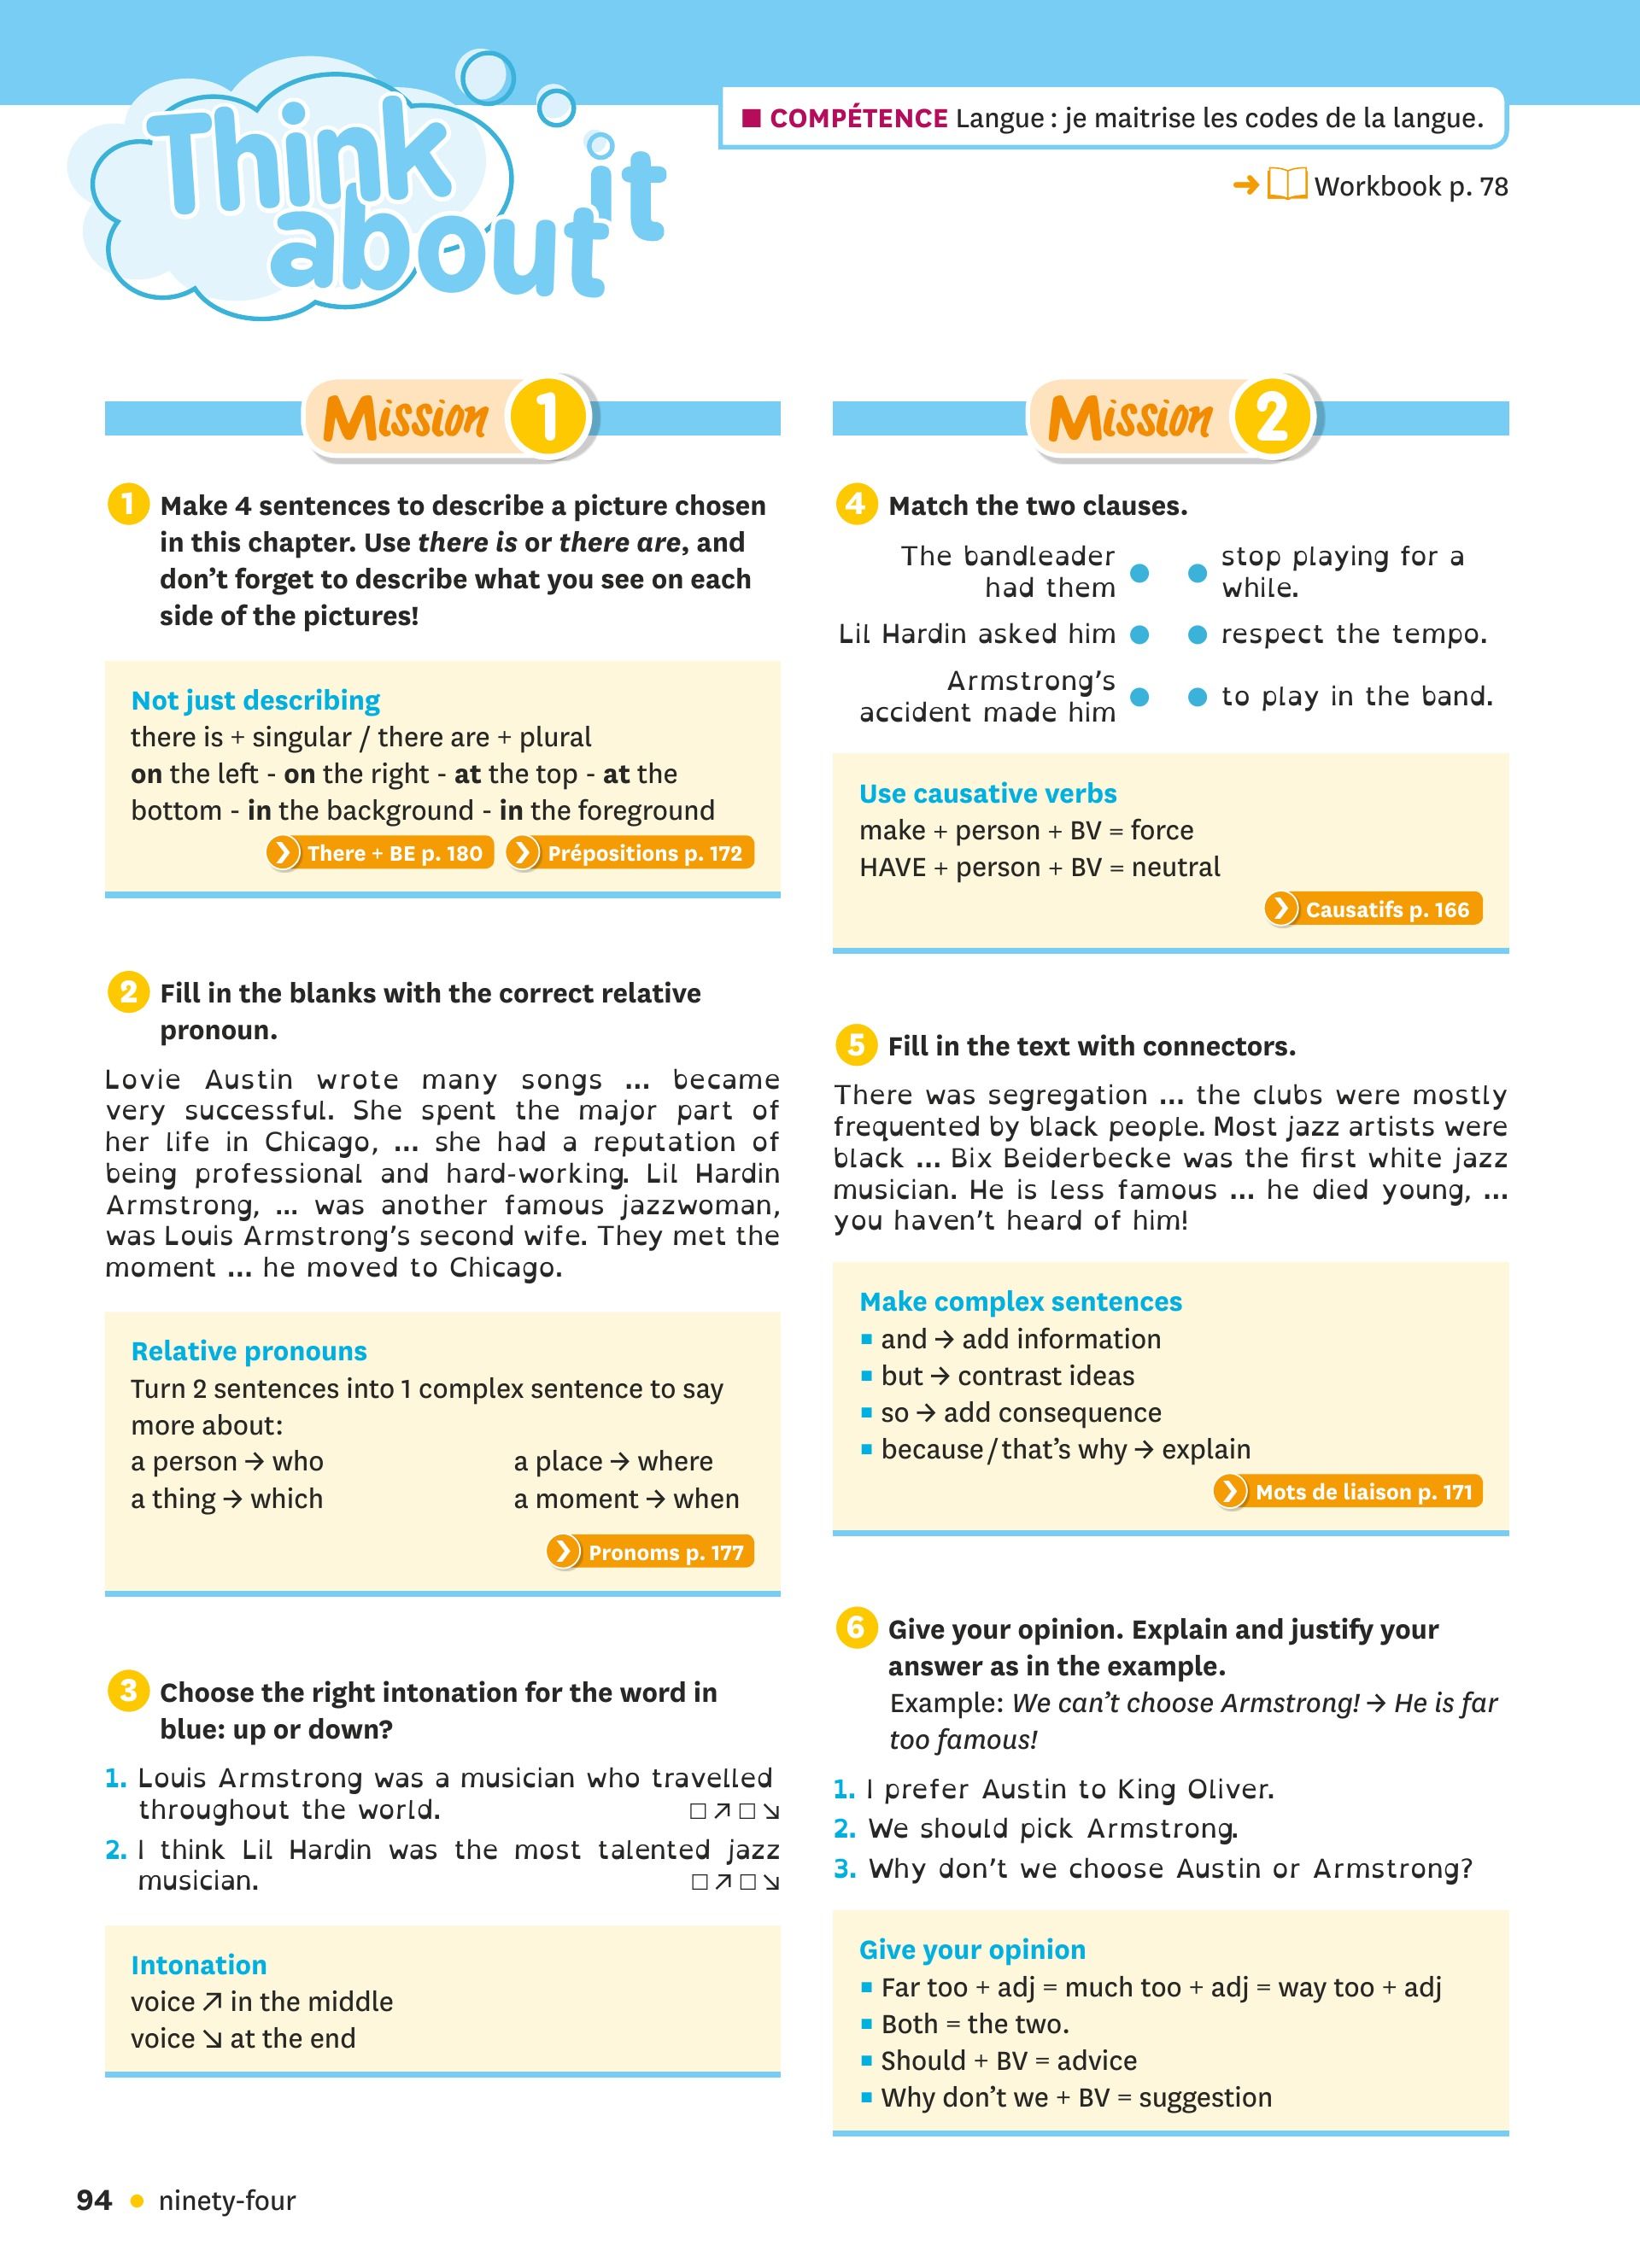 Think
about it
■ COMPÉTENCE Langue : je maitrise les codes de la langue.
➜ Workbook p. 78
Mission 1
1 Make 4 sentences to describe a picture chosen
in this chapter. Use there is or there are, and
don't forget to describe what you see on each
side of the pictures!
Not just describing
there is + singular / there are + plural
on the left - on the right - at the top - at the
bottom - in the background - in the foreground
There + BE p. 180 Prépositions p. 172
2 Fill in the blanks with the correct relative
pronoun.
Lovie Austin wrote many songs ... became
very successful. She spent the major part of
her life in Chicago, ... she had a reputation of
being professional and hard-working. Lil Hardin
Armstrong, ... was another famous jazzwoman,
was Louis Armstrong's second wife. They met the
moment ... he moved to Chicago.
Relative pronouns
Turn 2 sentences into 1 complex sentence to say
more about:
a person → who a place → where
a thing → which a moment → when
Pronoms p. 177
3 Choose the right intonation for the word in
blue: up or down?
1. Louis Armstrong was a musician who travelled
throughout the world. □ ↗ □ ↘
2. I think Lil Hardin was the most talented jazz
musician. □ ↗ □ ↘
Intonation
voice ↗ in the middle
voice ↘ at the end
Mission 2
4 Match the two clauses.
The bandleader
had them
stop playing for a
while.
Lil Hardin asked him
respect the tempo.
Armstrong's
accident made him
to play in the band.
Use causative verbs
make + person + BV = force
HAVE + person + BV = neutral
Causatifs p. 166
5 Fill in the text with connectors.
There was segregation ... the clubs were mostly
frequented by black people. Most jazz artists were
black ... Bix Beiderbecke was the first white jazz
musician. He is less famous ... he died young, ...
you haven't heard of him!
Make complex sentences
▪ and → add information
▪ but → contrast ideas
▪ so → add consequence
▪ because / that's why → explain
Mots de liaison p. 171
6 Give your opinion. Explain and justify your
answer as in the example.
Example: We can't choose Armstrong! → He is far
too famous!
1. I prefer Austin to King Oliver.
2. We should pick Armstrong.
3. Why don't we choose Austin or Armstrong?
Give your opinion
▪ Far too + adj = much too + adj = way too + adj
▪ Both = the two.
▪ Should + BV = advice
▪ Why don't we + BV = suggestion
94 • ninety-four